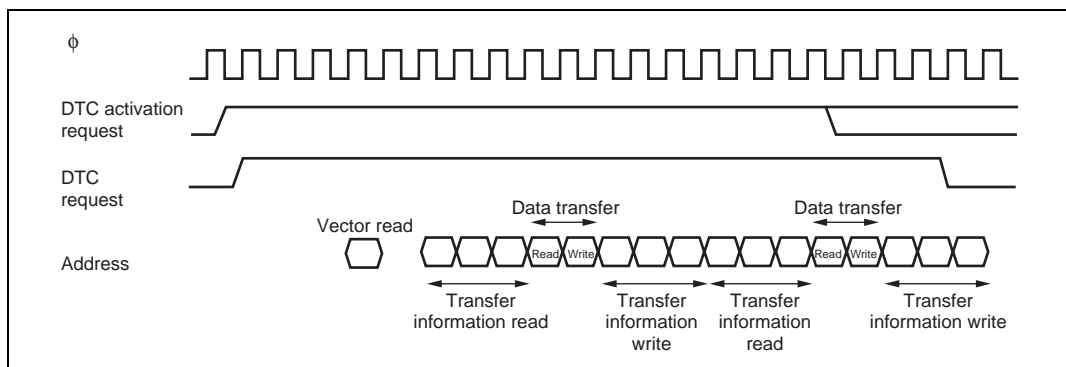 ϕ
DTC activation
request
DTC
request
Data transfer
Data transfer
Vector read
Address
Read
Write
Read
Write
Transfer
information read
Transfer
information
write
Transfer
information
read
Transfer
information write